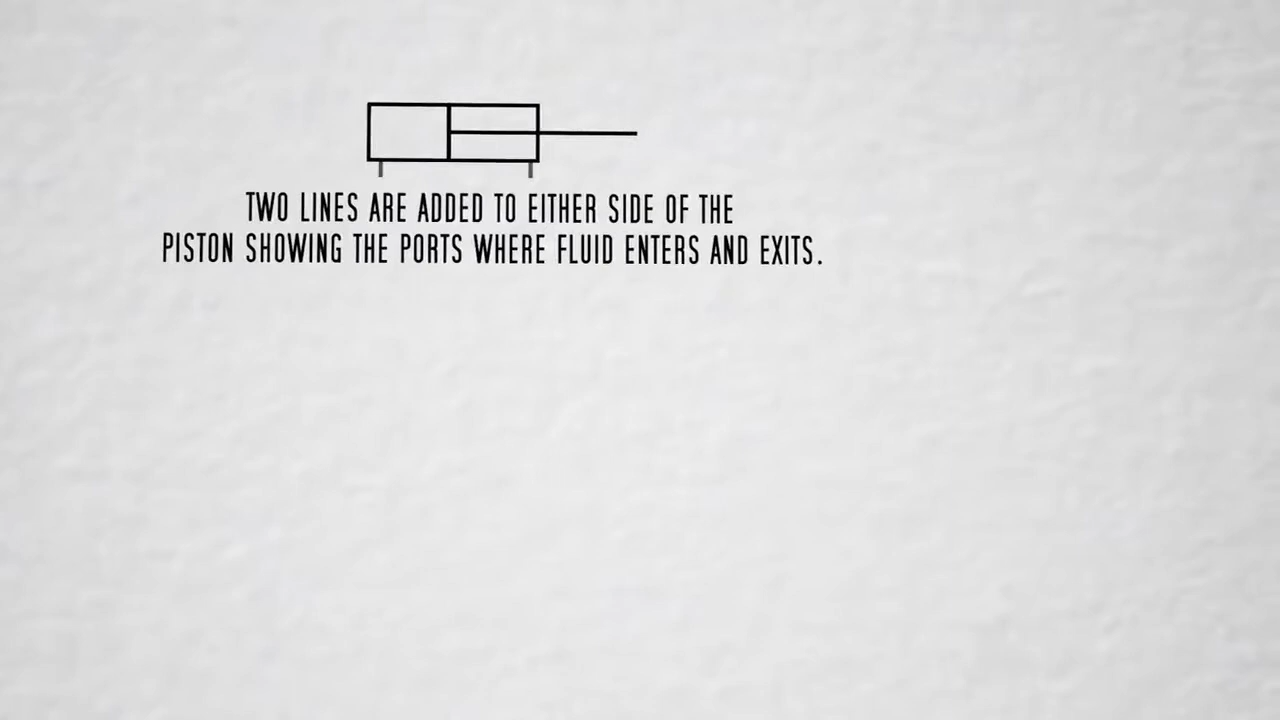 TWO LINES ARE ADDED TO EITHER SIDE OF THE
PISTON SHOWING THE PORTS WHERE FLUID ENTERS AND EXITS.